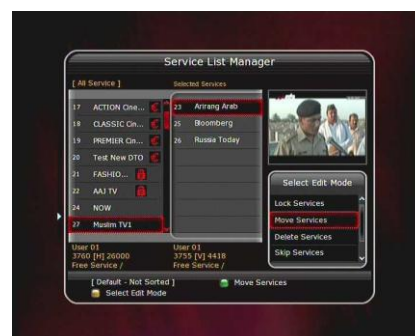 Service List Manager
[ All Service ]
Selected Services
17 ACTION Cine...
18 CLASSIC Cin...
19 PREMIER Cin...
20 Test New DTO
21 FASHIO...
22 AAJ TV
24 NOW
27 Muslim TV1
23 Arirang Arab
25 Bloomberg
26 Russia Today
Select Edit Mode
Lock Services
Move Services
Delete Services
Skip Services
User 01
3760 [H] 26000
Free Service /
User 01
3755 [V] 4418
Free Service /
[ Default - Not Sorted ]
Move Services
Select Edit Mode